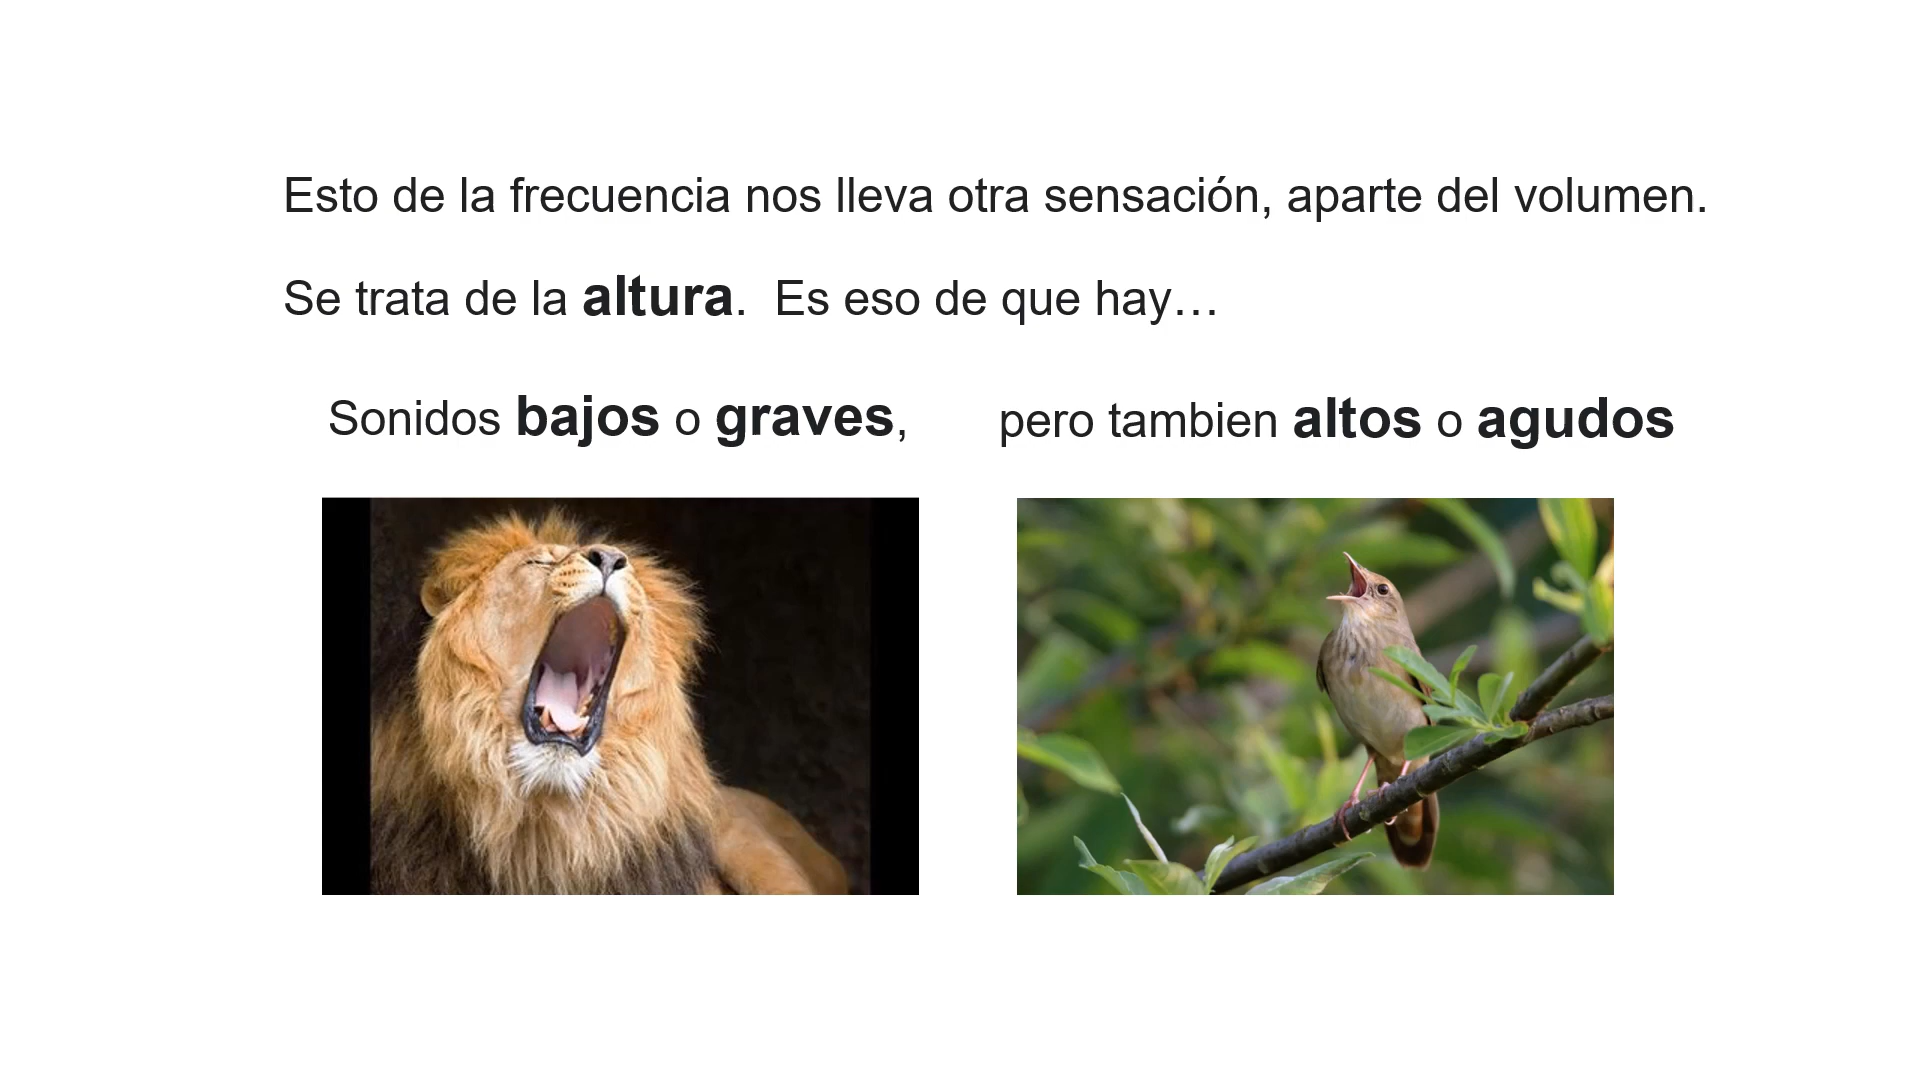 Esto de la frecuencia nos lleva otra sensación, aparte del volumen.
Se trata de la altura. Es eso de que hay…
Sonidos bajos o graves,
pero tambien altos o agudos